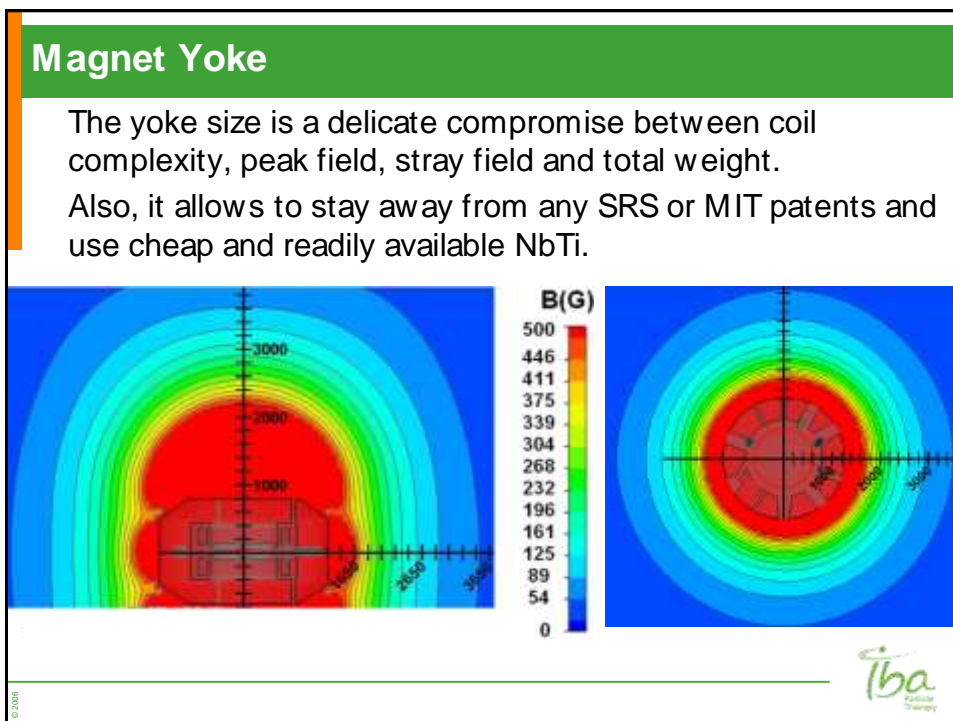 Magnet Yoke
The yoke size is a delicate compromise between coil
complexity, peak field, stray field and total weight.
Also, it allows to stay away from any SRS or MIT patents and
use cheap and readily available NbTi.
3000
2000
1000
B(G)
500
446
411
375
339
304
268
232
196
161
125
89
54
0
2000
3000
iba
Particle
Therapy
© 2006